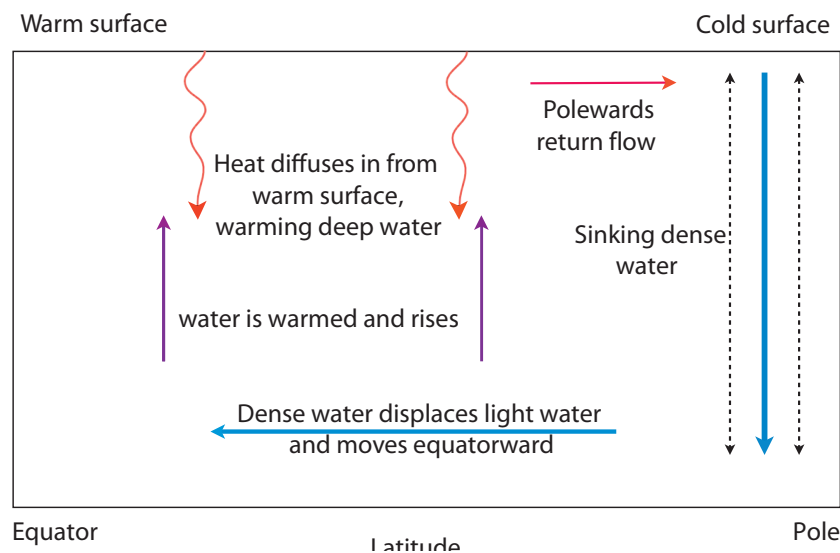 Warm surface
Cold surface
Polewards
return flow
Heat diffuses in from
warm surface,
warming deep water
Sinking dense
water
water is warmed and rises
Dense water displaces light water
and moves equatorward
Equator
Latitude
Pole